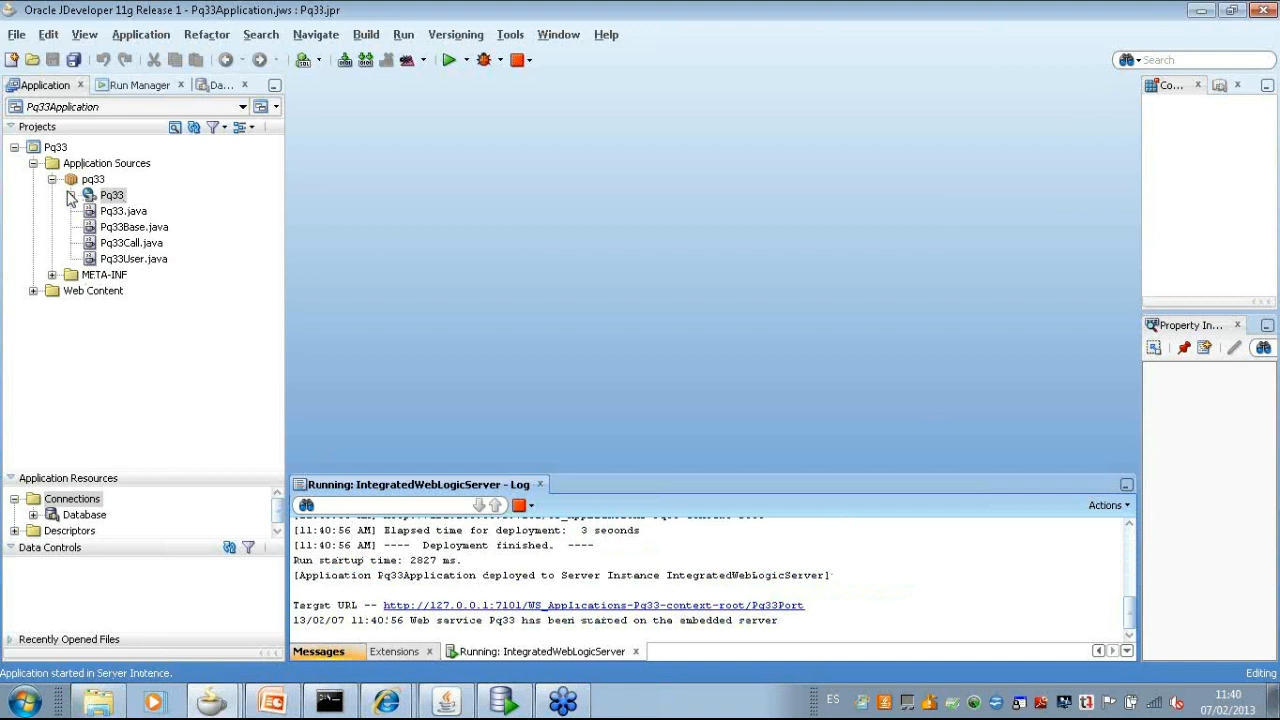 Oracle JDeveloper 11g Release 1 - Pq33Application.jws : Pq33.jpr
File Edit View Application Refactor Search Navigate Build Run Versioning Tools Window Help
Search
Application Run Manager Da... Co...
Pq33Application
Projects
Pq33
Application Sources
pq33
Pq33
Pq33.java
Pq33Base.java
Pq33Call.java
Pq33User.java
META-INF
Web Content
Property In...
Application Resources
Connections
Database
Descriptors
Data Controls
Recently Opened Files
Running: IntegratedWebLogicServer - Log
Actions
[11:40:56 AM] Elapsed time for deployment: 3 seconds
[11:40:56 AM] ---- Deployment finished. ----
Run startup time: 2827 ms.
[Application Pq33Application deployed to Server Instance IntegratedWebLogicServer]
Target URL -- http://127.0.0.1:7101/WS_Applications-Pq33-context-root/Pq33Port
13/02/07 11:40:56 Web service Pq33 has been started on the embedded server
Messages Extensions Running: IntegratedWebLogicServer
Application started in Server Instence. Editing
ES
11:40
07/02/2013